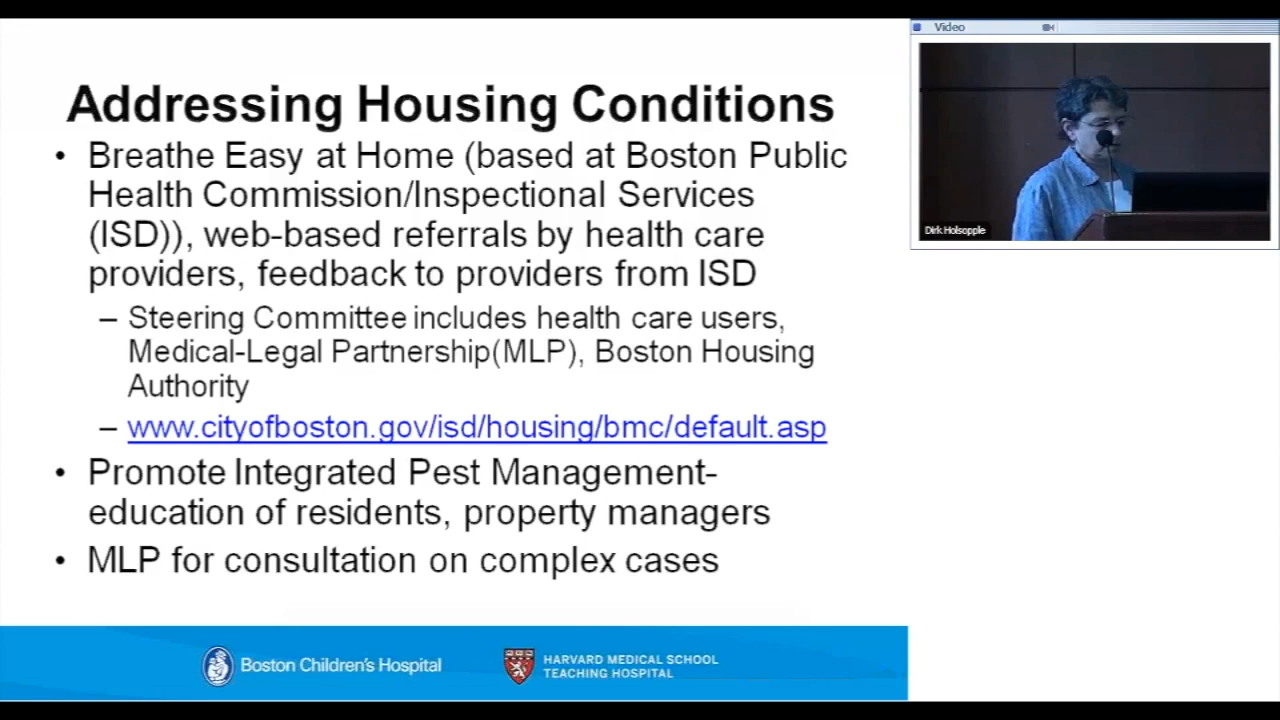 Addressing Housing Conditions
• Breathe Easy at Home (based at Boston Public
Health Commission/Inspectional Services
(ISD)), web-based referrals by health care
providers, feedback to providers from ISD
– Steering Committee includes health care users,
Medical-Legal Partnership(MLP), Boston Housing
Authority
– www.cityofboston.gov/isd/housing/bmc/default.asp
• Promote Integrated Pest Management-
education of residents, property managers
• MLP for consultation on complex cases
Boston Children's Hospital
HARVARD MEDICAL SCHOOL
TEACHING HOSPITAL
Video
Dirk Holsopple